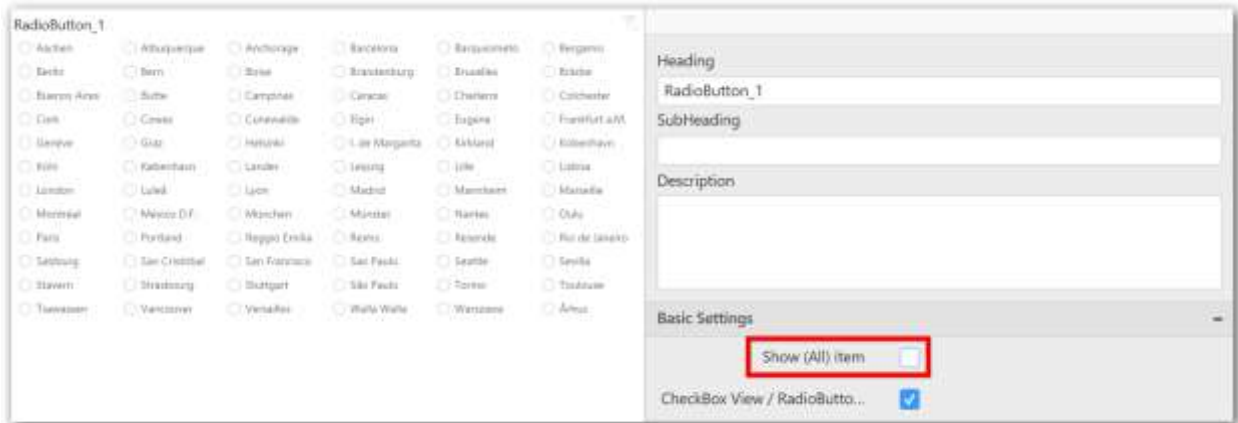 RadioButton_1
Aachen Albuquerque Anchorage Barcelona Barquisimeto Bergamo
Berlin Bern Boise Brandenburg Bruxelles Bräcke
Buenos Aires Butte Campinas Caracas Charleroi Colchester
Cork Cowes Cunewalde Elgin Eugene Frankfurt a.M.
Genève Graz Helsinki I. de Margarita Kirkland Kobenhavn
Köln København Lander Leipzig Lille Lisboa
London Luleå Lyon Madrid Mannheim Marseille
Montréal México D.F. München Münster Nantes Oulu
Paris Portland Reggio Emilia Reims Resende Rio de Janeiro
Salzburg San Cristóbal San Francisco Sao Paulo Seattle Sevilla
Stavern Strasbourg Stuttgart São Paulo Torino Toulouse
Tsawassen Vancouver Versailles Walla Walla Warszawa Århus
Heading
RadioButton_1
SubHeading
Description
Basic Settings
Show (All) item
CheckBox View / RadioButto...